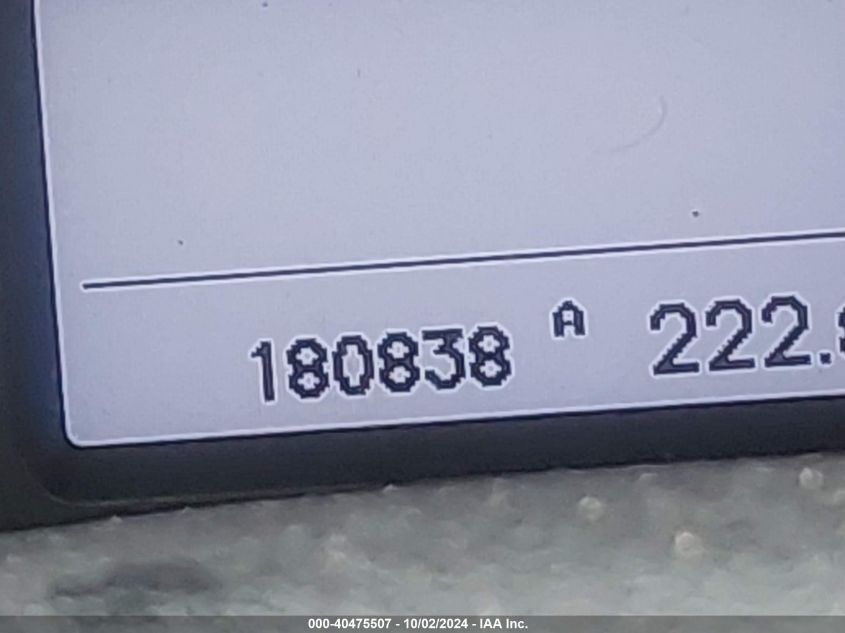 180838 A 222.
000-40475507 - 10/02/2024 - IAA Inc.